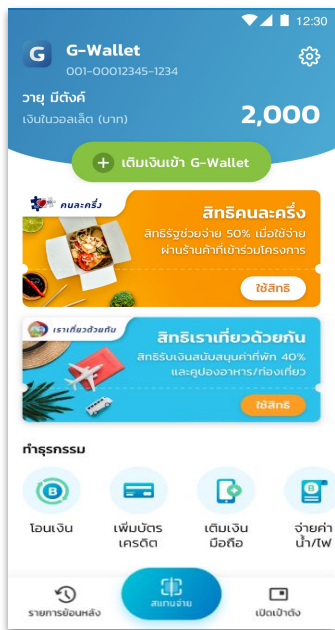 12:30
G
G-Wallet
001-00012345-1234
วายุ มีตังค์
เงินในวอลเล็ต (บาท)
2,000
+ เติมเงินเข้า G-Wallet
คนละครึ่ง
สิทธิคนละครึ่ง
สิทธิรัฐช่วยจ่าย 50% เมื่อใช้จ่าย
ผ่านร้านค้าที่เข้าร่วมโครงการ
ใช้สิทธิ
เราเที่ยวด้วยกัน
สิทธิเราเที่ยวด้วยกัน
สิทธิรับเงินสนับสนุนค่าที่พัก 40%
และคูปองอาหาร/ท่องเที่ยว
ใช้สิทธิ
ทำธุรกรรม
โอนเงิน
เพิ่มบัตร
เครดิต
เติมเงิน
มือถือ
จ่ายค่า
น้ำ/ไฟ
รายการย้อนหลัง
สแกนจ่าย
เปิดเป๋าตัง